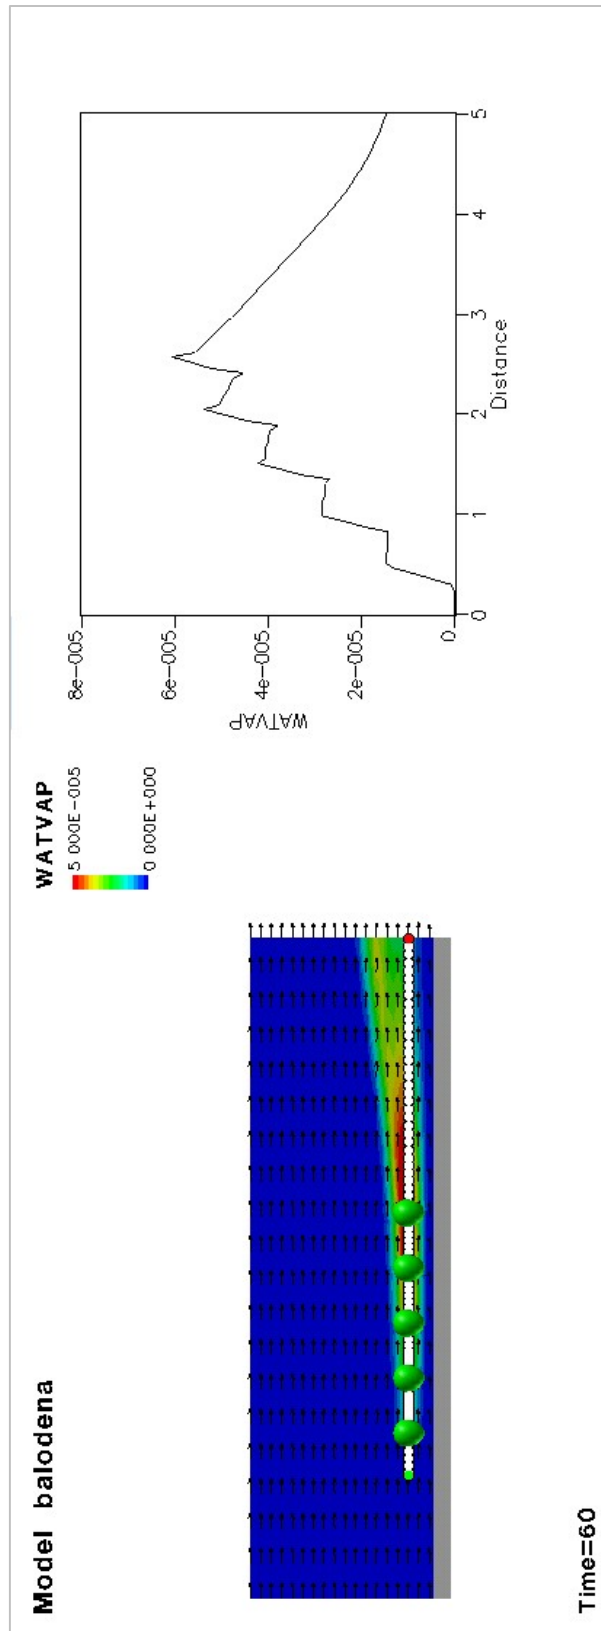 Model balodena
WATVAP
5 000E-005
0 000E+000
WATVAP
8e-005
6e-005
4e-005
2e-005
0
0 1 2 3 4 5
Distance
Time=60